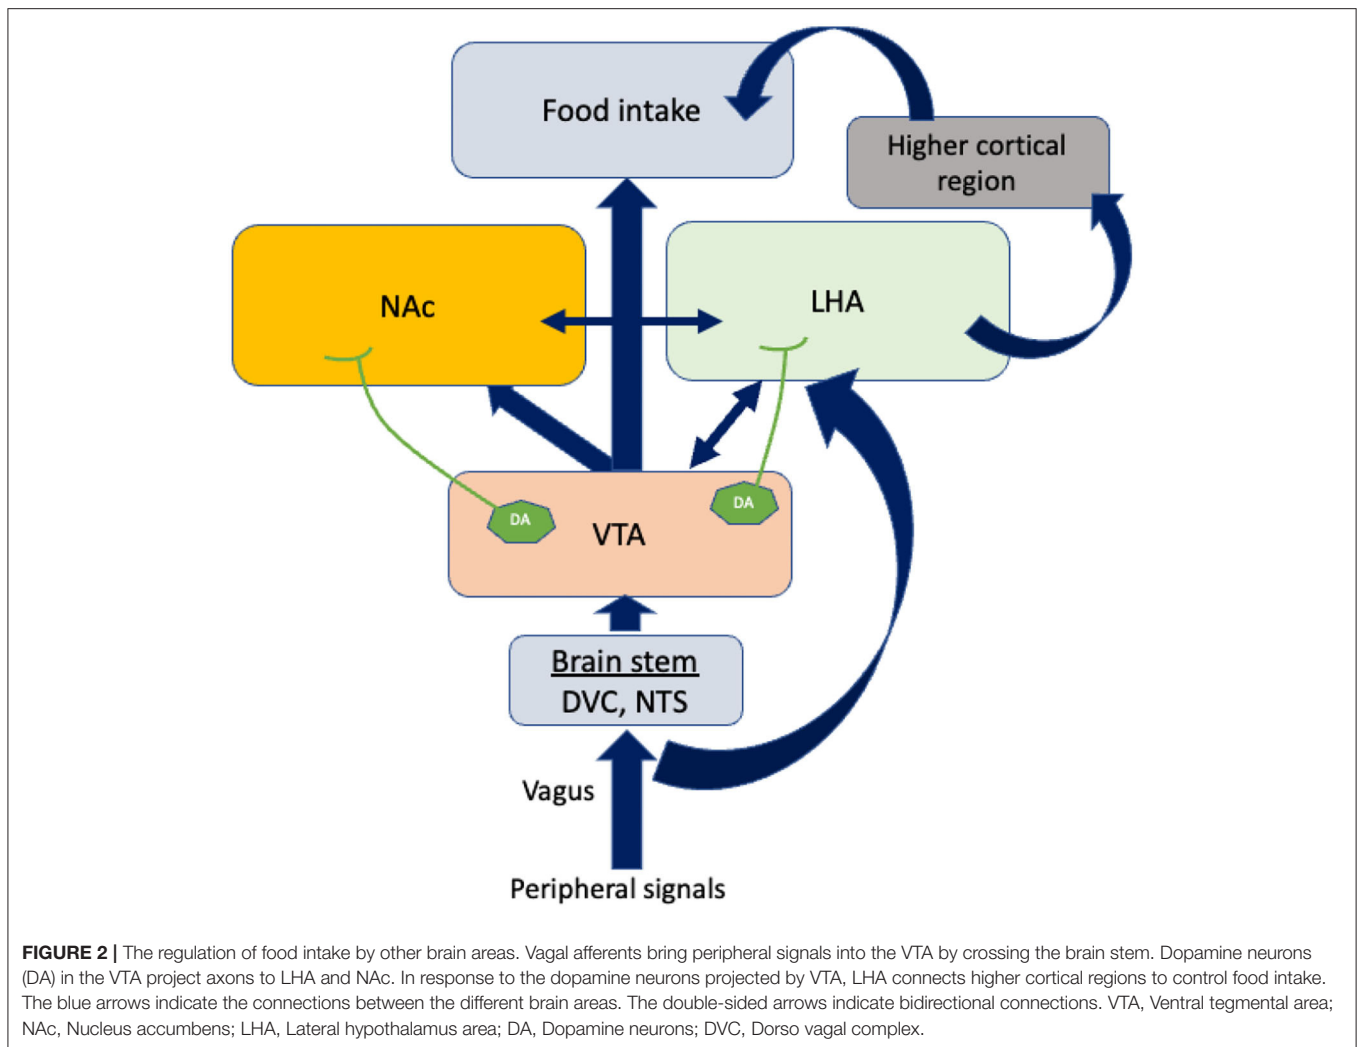 Food intake
Higher cortical
region
NAc
LHA
DA
DA
VTA
Brain stem
DVC, NTS
Vagus
Peripheral signals
FIGURE 2 | The regulation of food intake by other brain areas. Vagal afferents bring peripheral signals into the VTA by crossing the brain stem. Dopamine neurons
(DA) in the VTA project axons to LHA and NAc. In response to the dopamine neurons projected by VTA, LHA connects higher cortical regions to control food intake.
The blue arrows indicate the connections between the different brain areas. The double-sided arrows indicate bidirectional connections. VTA, Ventral tegmental area;
NAc, Nucleus accumbens; LHA, Lateral hypothalamus area; DA, Dopamine neurons; DVC, Dorso vagal complex.